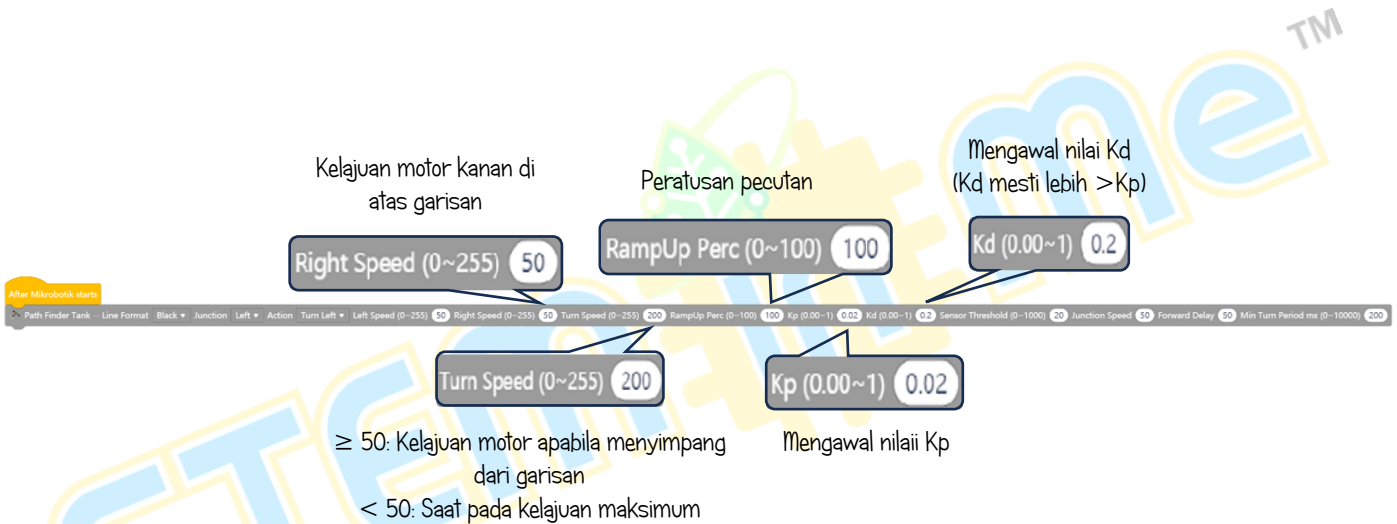 TM
Kelajuan motor kanan di
atas garisan
Peratusan pecutan
Mengawal nilai Kd
(Kd mesti lebih >Kp)
Right Speed (0~255) 50
RampUp Perc (0~100) 100
Kd (0.00~1) 0.2
After Mikrobotik starts
Path Finder Tank -- Line Format Black Junction Left Action Turn Left Left Speed (0~255) 50 Right Speed (0~255) 50 Turn Speed (0~255) 200 RampUp Perc (0~100) 100 Kp (0.00~1) 0.02 Kd (0.00~1) 0.2 Sensor Threshold (0~1000) 20 Junction Speed 50 Forward Delay 50 Min Turn Period ms (0~10000) 200
Turn Speed (0~255) 200
Kp (0.00~1) 0.02
≥ 50: Kelajuan motor apabila menyimpang
dari garisan
< 50: Saat pada kelajuan maksimum
Mengawal nilaii Kp
STEM it me